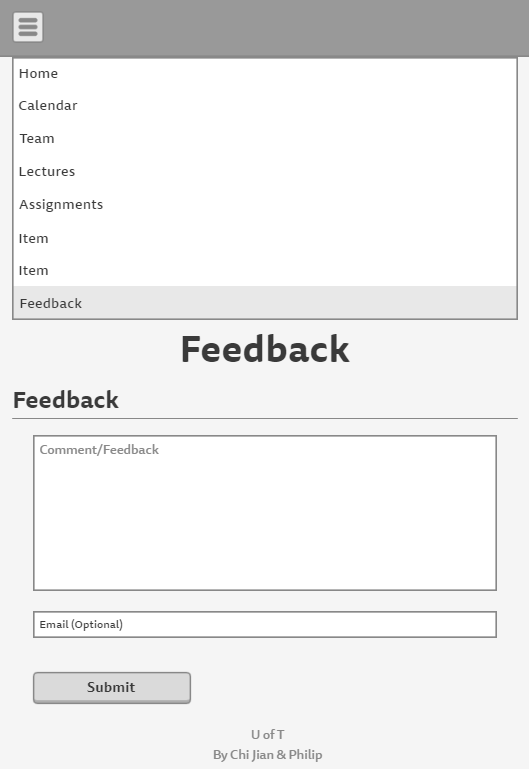 Home
Calendar
Team
Lectures
Assignments
Item
Item
Feedback
Feedback
Feedback
Comment/Feedback
Email (Optional)
Submit
U of T
By Chi Jian & Philip